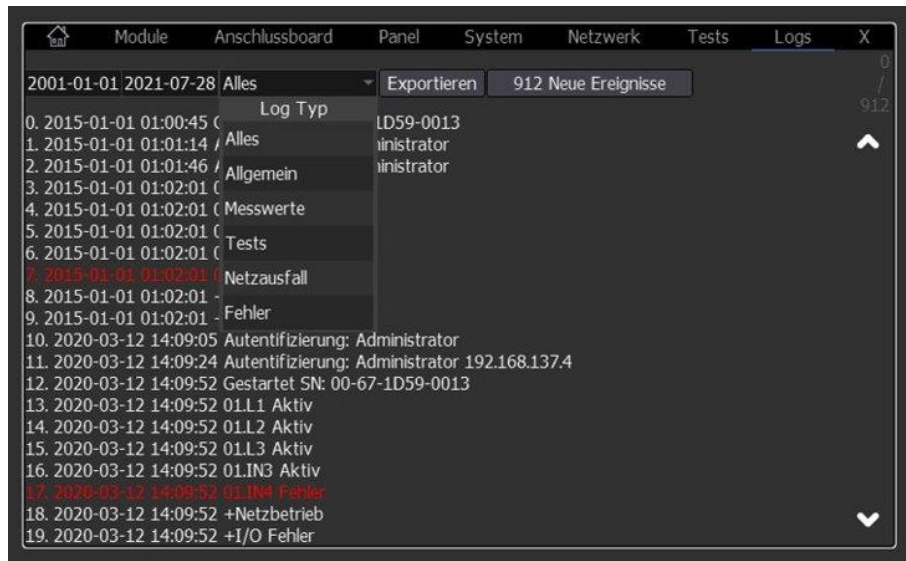 Module Anschlussboard Panel System Netzwerk Tests Logs X
0
/
912
2001-01-01 2021-07-28 Alles Exportieren 912 Neue Ereignisse
Log Typ
Alles
Allgemein
Messwerte
Tests
Netzausfall
Fehler
0. 2015-01-01 01:00:45 1D59-0013
1. 2015-01-01 01:01:14 inistrator
2. 2015-01-01 01:01:46 inistrator
3. 2015-01-01 01:02:01
4. 2015-01-01 01:02:01
5. 2015-01-01 01:02:01
6. 2015-01-01 01:02:01
7. 2015-01-01 01:02:01
8. 2015-01-01 01:02:01 -
9. 2015-01-01 01:02:01 -
10. 2020-03-12 14:09:05 Autentifizierung: Administrator
11. 2020-03-12 14:09:24 Autentifizierung: Administrator 192.168.137.4
12. 2020-03-12 14:09:52 Gestartet SN: 00-67-1D59-0013
13. 2020-03-12 14:09:52 01.L1 Aktiv
14. 2020-03-12 14:09:52 01.L2 Aktiv
15. 2020-03-12 14:09:52 01.L3 Aktiv
16. 2020-03-12 14:09:52 01.IN3 Aktiv
17. 2020-03-12 14:09:52 01.IN4 Fehler
18. 2020-03-12 14:09:52 +Netzbetrieb
19. 2020-03-12 14:09:52 +I/O Fehler